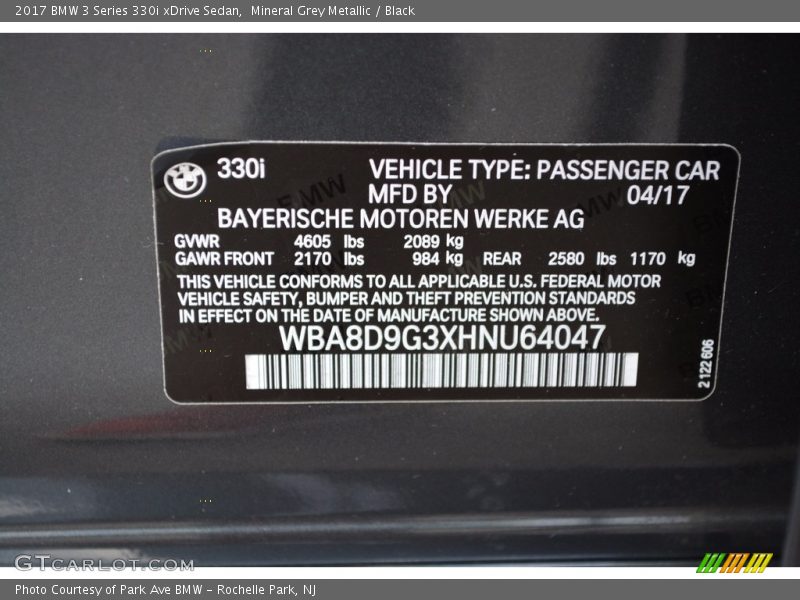 2017 BMW 3 Series 330i xDrive Sedan, Mineral Grey Metallic / Black
330i VEHICLE TYPE: PASSENGER CAR
MFD BY 04/17
BAYERISCHE MOTOREN WERKE AG
GVWR 4605 lbs 2089 kg
GAWR FRONT 2170 lbs 984 kg REAR 2580 lbs 1170 kg
THIS VEHICLE CONFORMS TO ALL APPLICABLE U.S. FEDERAL MOTOR
VEHICLE SAFETY, BUMPER AND THEFT PREVENTION STANDARDS
IN EFFECT ON THE DATE OF MANUFACTURE SHOWN ABOVE.
WBA8D9G3XHNU64047
2 122 606
GTCARLOT.COM
Photo Courtesy of Park Ave BMW - Rochelle Park, NJ